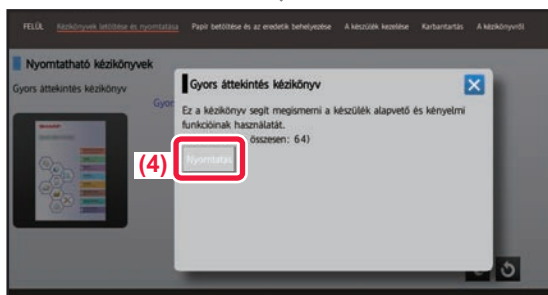 FELÜL Kézikönyvek letöltése és nyomtatása Papír betöltése és az eredetik behelyezése A készülék kezelése Karbantartás A kézikönyvről
Nyomtatható kézikönyvek
Gyors áttekintés kézikönyv
Gyor
Gyors áttekintés kézikönyv
Ez a kézikönyv segít megismerni a készülék alapvető és kényelmi
funkcióinak használatát.
összesen: 64)
Nyomtatás
(4)